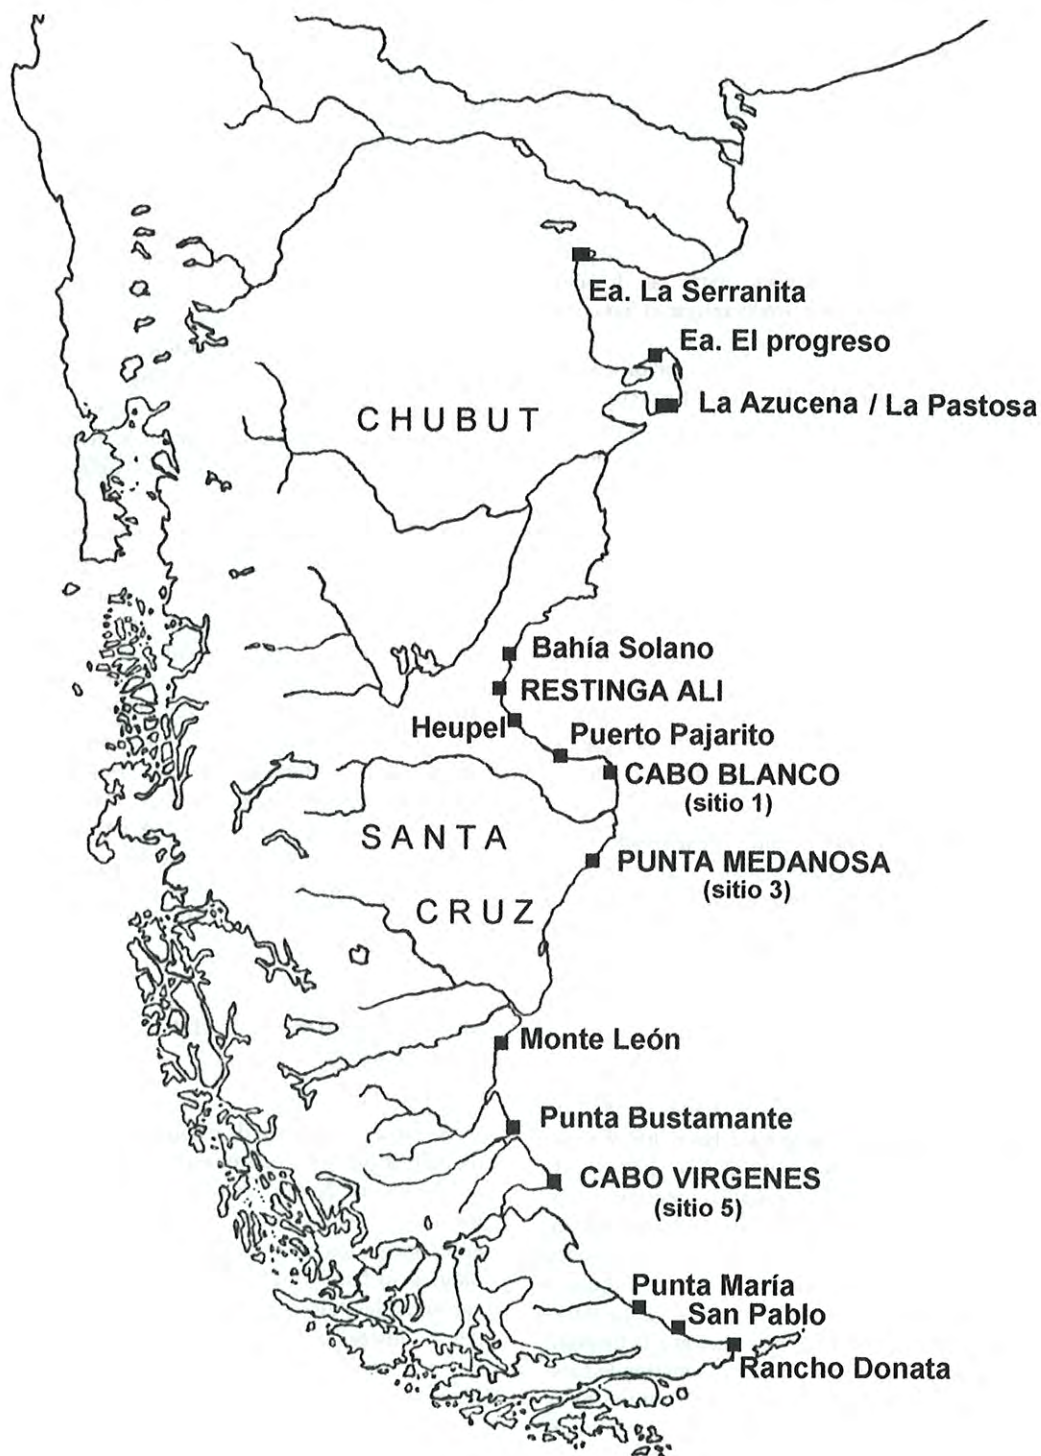 Ea. La Serranita
Ea. El progreso
La Azucena / La Pastosa
CHUBUT
Bahía Solano
RESTINGA ALI
Heupel
Puerto Pajarito
CABO BLANCO
(sitio 1)
SANTA
CRUZ
PUNTA MEDANOSA
(sitio 3)
Monte León
Punta Bustamante
CABO VIRGENES
(sitio 5)
Punta María
San Pablo
Rancho Donata